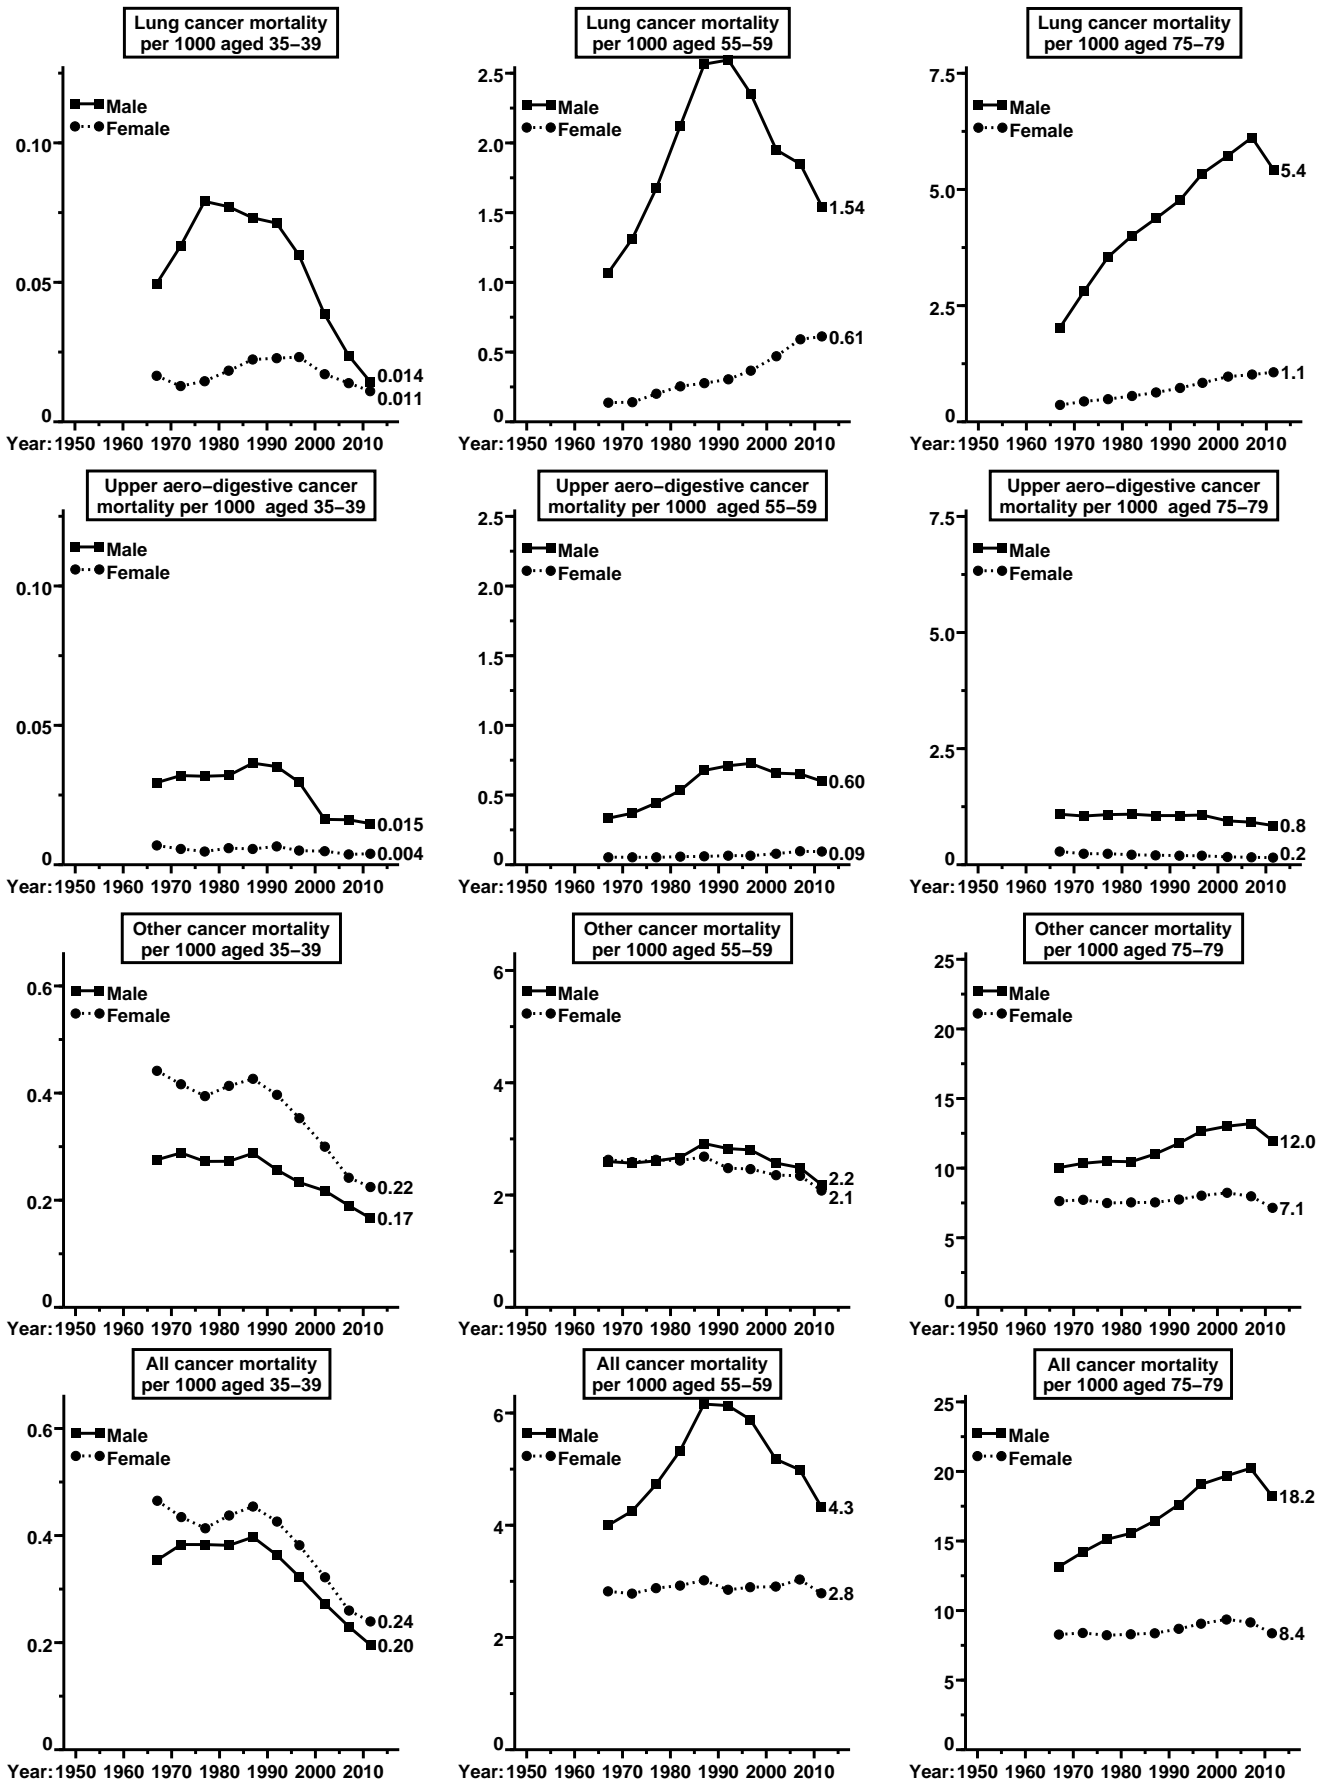 Lung cancer mortality
per 1000 aged 35–39
0.10
0.05
0
Male
Female
0.014
0.011
Year: 1950 1960 1970 1980 1990 2000 2010
Lung cancer mortality
per 1000 aged 55–59
2.5
2.0
1.5
1.0
0.5
0
Male
Female
1.54
0.61
1950 1960 1970 1980 1990 2000 2010
Lung cancer mortality
per 1000 aged 75–79
7.5
5.0
2.5
0
Male
Female
5.4
1.1
Year: 1950 1960 1970 1980 1990 2000 2010
Upper aero–digestive cancer
mortality per 1000 aged 35–39
0.10
0.05
0
Male
Female
0.015
0.004
Year: 1950 1960 1970 1980 1990 2000 2010
Upper aero–digestive cancer
mortality per 1000 aged 55–59
2.5
2.0
1.5
1.0
0.5
0
Male
Female
0.60
0.09
Year: 1950 1960 1970 1980 1990 2000 2010
Upper aero–digestive cancer
mortality per 1000 aged 75–79
7.5
5.0
2.5
0
Male
Female
0.8
0.2
Year: 1950 1960 1970 1980 1990 2000 2010
Other cancer mortality
per 1000 aged 35–39
0.6
0.4
0.2
0
Male
Female
0.22
0.17
Year: 1950 1960 1970 1980 1990 2000 2010
Other cancer mortality
per 1000 aged 55–59
6
4
2
0
Male
Female
2.2
2.1
Year: 1950 1960 1970 1980 1990 2000 2010
Other cancer mortality
per 1000 aged 75–79
25
20
15
10
5
0
Male
Female
12.0
7.1
Year: 1950 1960 1970 1980 1990 2000 2010
All cancer mortality
per 1000 aged 35–39
0.6
0.4
0.2
0
Male
Female
0.24
0.20
Year: 1950 1960 1970 1980 1990 2000 2010
All cancer mortality
per 1000 aged 55–59
6
4
2
0
Male
Female
4.3
2.8
Year: 1950 1960 1970 1980 1990 2000 2010
All cancer mortality
per 1000 aged 75–79
25
20
15
10
5
0
Male
Female
18.2
8.4
Year: 1950 1960 1970 1980 1990 2000 2010